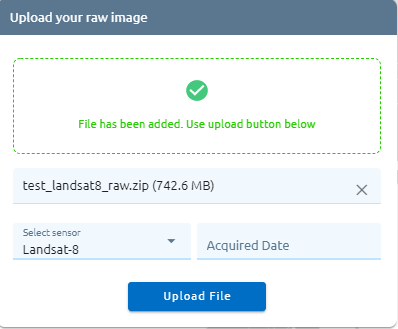 Upload your raw image
File has been added. Use upload button below
test_landsat8_raw.zip (742.6 MB)
Select sensor
Landsat-8
Acquired Date
Upload File